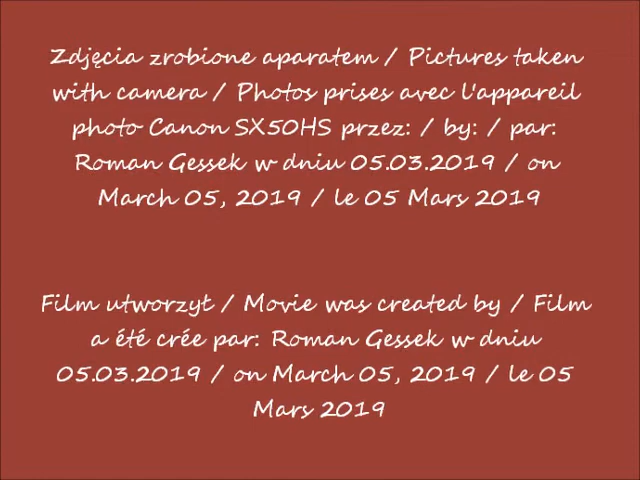 Zdjęcia zrobione aparatem / Pictures taken
with camera / Photos prises avec l'appareil
photo Canon SX50HS przez: / by: / par:
Roman Gessek w dniu 05.03.2019 / on
March 05, 2019 / le 05 Mars 2019
Film utworzył / Movie was created by / Film
a été crée par: Roman Gessek w dniu
05.03.2019 / on March 05, 2019 / le 05
Mars 2019